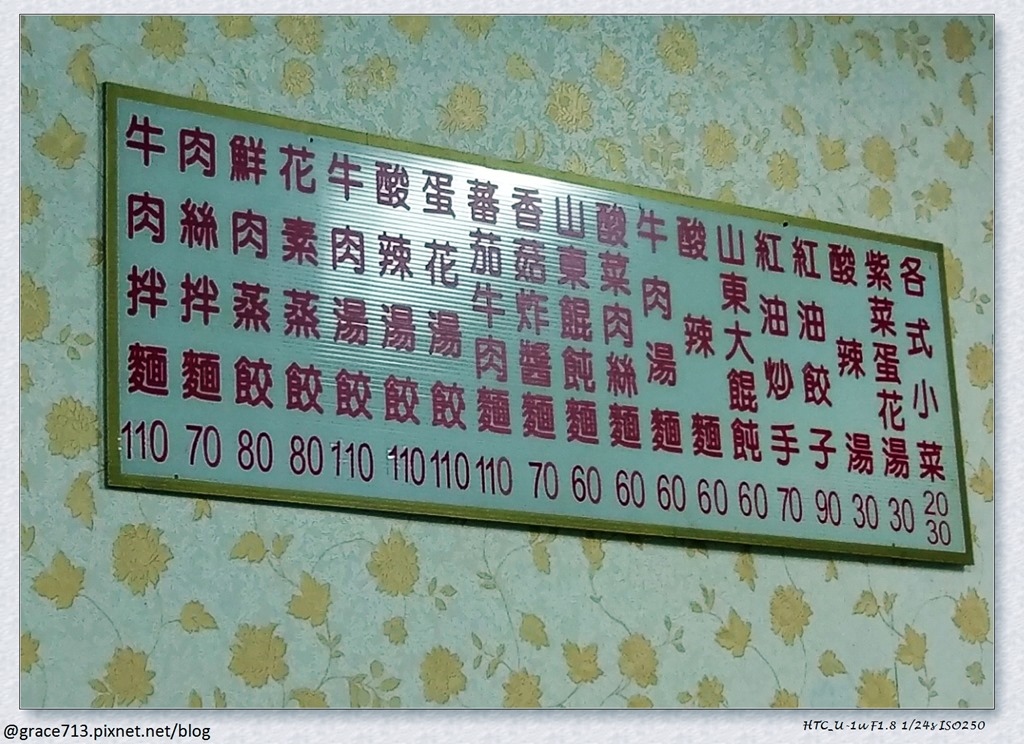 牛肉拌麵 110
肉絲拌麵 70
鮮肉蒸餃 80
花素蒸餃 80
牛肉湯餃 110
酸辣湯餃 110
蛋花湯餃 110
蕃茄牛肉麵 110
香菇炸醬麵 70
山東餛飩麵 60
酸菜肉絲麵 60
牛肉湯麵 60
酸辣麵 60
山東大餛飩 60
紅油炒手 70
紅油餃子 90
酸辣湯 30
紫菜蛋花湯 30
各式小菜 20 30
@grace713.pixnet.net/blog
HTC_U-1w F1.8 1/24s ISO250